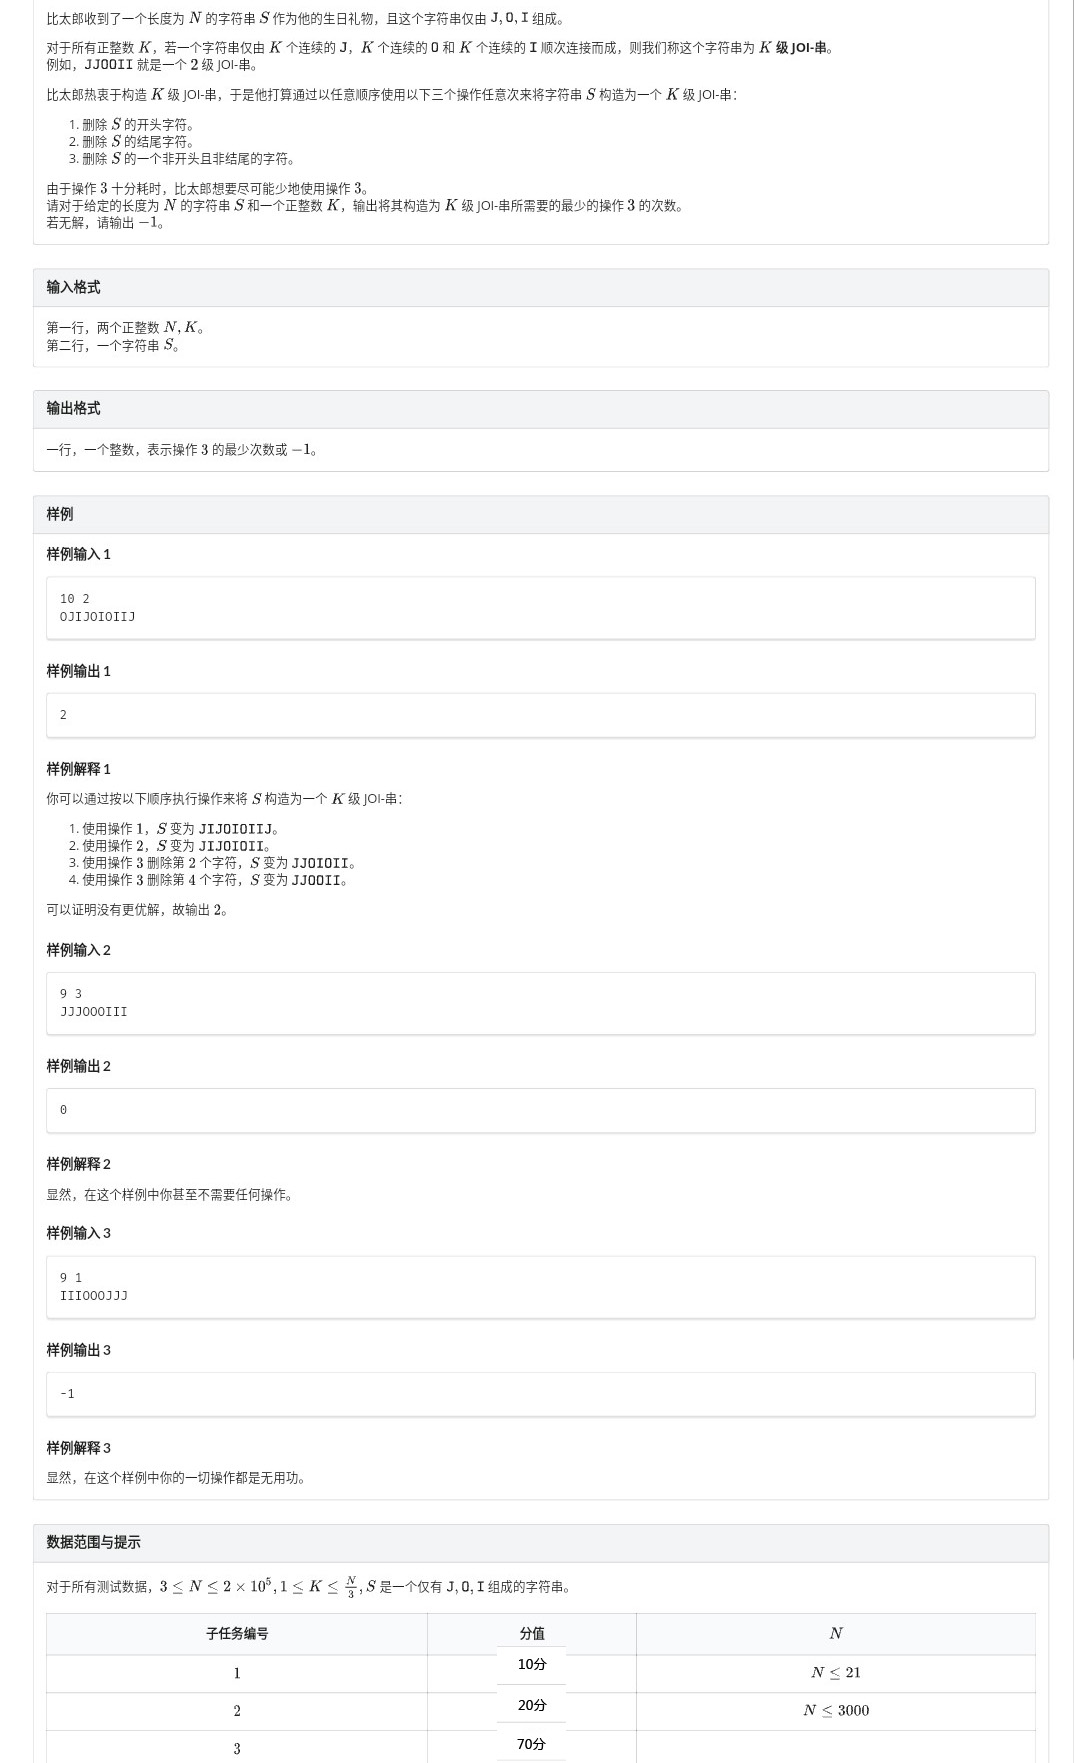 比太郎收到了一个长度为 N 的字符串 S 作为他的生日礼物，且这个字符串仅由 J, O, I 组成。
对于所有正整数 K，若一个字符串仅由 K 个连续的 J，K 个连续的 O 和 K 个连续的 I 顺次连接而成，则我们称这个字符串为 K 级 JOI-串。
例如，JJOOII 就是一个 2 级 JOI-串。
比太郎热衷于构造 K 级 JOI-串，于是他打算通过以任意顺序使用以下三个操作任意次来将字符串 S 构造为一个 K 级 JOI-串：
1. 删除 S 的开头字符。
2. 删除 S 的结尾字符。
3. 删除 S 的一个非开头且非结尾的字符。
由于操作 3 十分耗时，比太郎想要尽可能少地使用操作 3。
请对于给定的长度为 N 的字符串 S 和一个正整数 K，输出将其构造为 K 级 JOI-串所需要的最少的操作 3 的次数。
若无解，请输出 −1。
输入格式
第一行，两个正整数 N, K。
第二行，一个字符串 S。
输出格式
一行，一个整数，表示操作 3 的最少次数或 −1。
样例
样例输入 1
10 2
OJIJOIOIIJ
样例输出 1
2
样例解释 1
你可以通过按以下顺序执行操作来将 S 构造为一个 K 级 JOI-串：
1. 使用操作 1，S 变为 JIJOIOIIJ。
2. 使用操作 2，S 变为 JIJOIOII。
3. 使用操作 3 删除第 2 个字符，S 变为 JJOIOII。
4. 使用操作 3 删除第 4 个字符，S 变为 JJOOII。
可以证明没有更优解，故输出 2。
样例输入 2
9 3
JJJOOOIII
样例输出 2
0
样例解释 2
显然，在这个样例中你甚至不需要任何操作。
样例输入 3
9 1
IIIOOOJJJ
样例输出 3
-1
样例解释 3
显然，在这个样例中你的一切操作都是无用功。
数据范围与提示
对于所有测试数据，3 ≤ N ≤ 2 × 10⁵, 1 ≤ K ≤ N/3, S 是一个仅有 J, O, I 组成的字符串。
子任务编号 分值 N
1 10分 N ≤ 21
2 20分 N ≤ 3000
3 70分